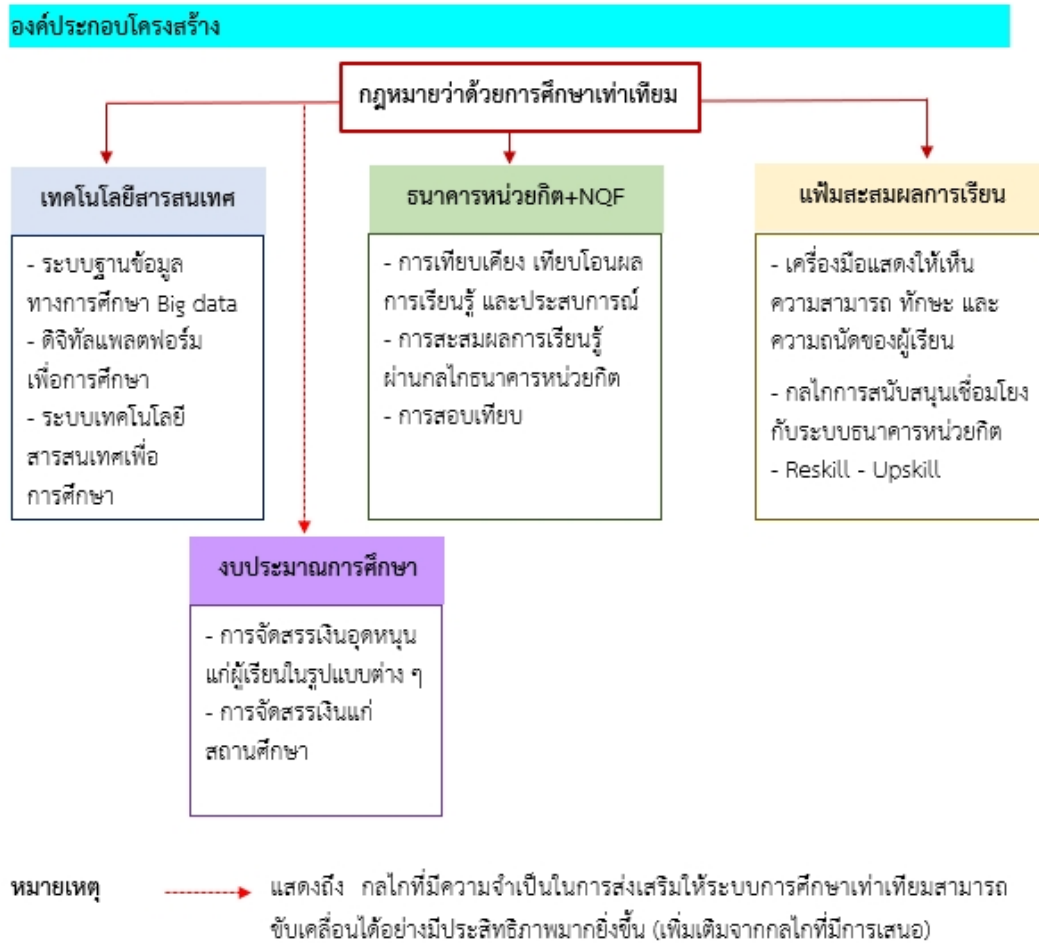 องค์ประกอบโครงสร้าง
กฎหมายว่าด้วยการศึกษาเท่าเทียม
เทคโนโลยีสารสนเทศ
- ระบบฐานข้อมูล
ทางการศึกษา Big data
- ดิจิทัลแพลตฟอร์ม
เพื่อการศึกษา
- ระบบเทคโนโลยี
สารสนเทศเพื่อ
การศึกษา
ธนาคารหน่วยกิต+NQF
- การเทียบเคียง เทียบโอนผล
การเรียนรู้ และประสบการณ์
- การสะสมผลการเรียนรู้
ผ่านกลไกธนาคารหน่วยกิต
- การสอบเทียบ
แฟ้มสะสมผลการเรียน
- เครื่องมือแสดงให้เห็น
ความสามารถ ทักษะ และ
ความถนัดของผู้เรียน
- กลไกการสนับสนุนเชื่อมโยง
กับระบบธนาคารหน่วยกิต
- Reskill - Upskill
งบประมาณการศึกษา
- การจัดสรรเงินอุดหนุน
แก่ผู้เรียนในรูปแบบต่าง ๆ
- การจัดสรรเงินแก่
สถานศึกษา
หมายเหตุ แสดงถึง กลไกที่มีความจำเป็นในการส่งเสริมให้ระบบการศึกษาเท่าเทียมสามารถ
ขับเคลื่อนได้อย่างมีประสิทธิภาพมากยิ่งขึ้น (เพิ่มเติมจากกลไกที่มีการเสนอ)